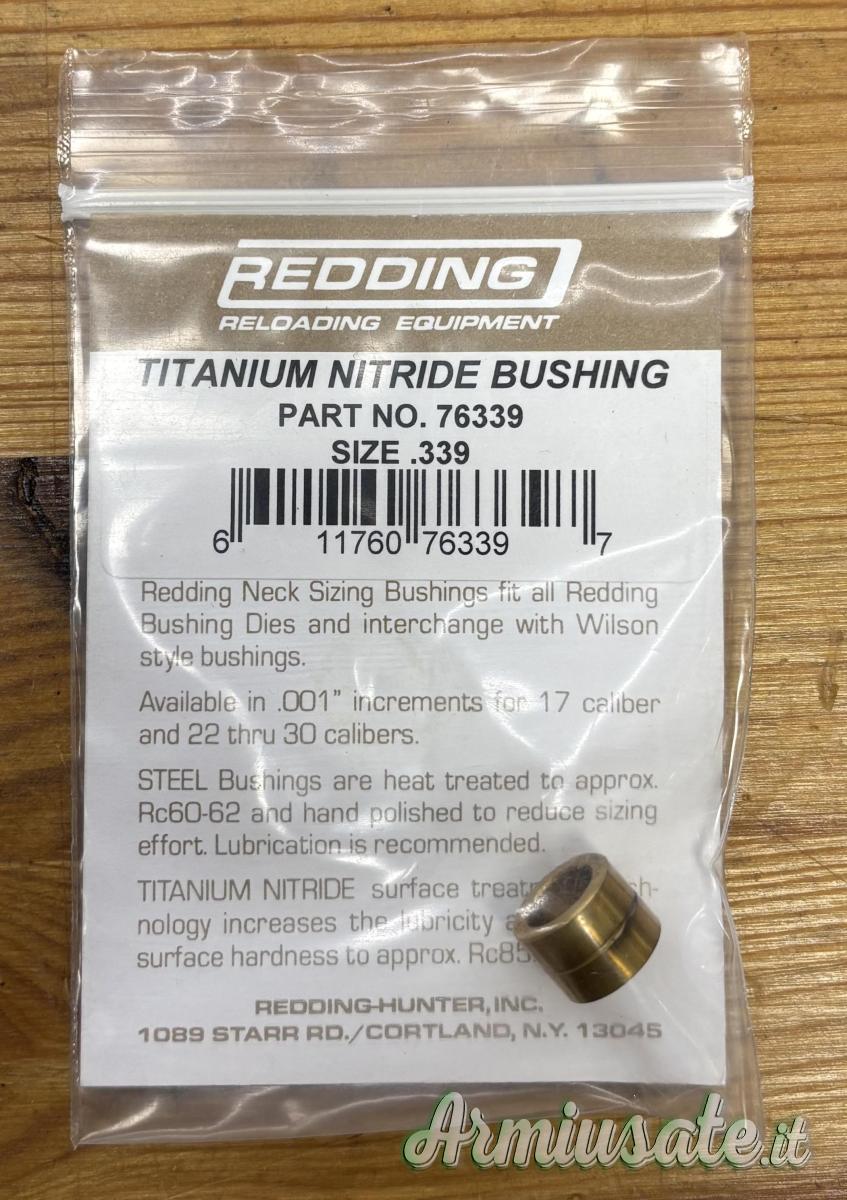 REDDING
RELOADING EQUIPMENT
TITANIUM NITRIDE BUSHING
PART NO. 76339
SIZE .339
6 11760 76339 7
Redding Neck Sizing Bushings fit all Redding
Bushing Dies and interchange with Wilson
style bushings.
Available in .001" increments for 17 caliber
and 22 thru 30 calibers.
STEEL Bushings are heat treated to approx.
Rc60-62 and hand polished to reduce sizing
effort. Lubrication is recommended.
TITANIUM NITRIDE surface
nology increases the lubricity
surface hardness to approx. Rc85.
REDDING-HUNTER, INC.
1089 STARR RD./CORTLAND, N.Y. 13045
Armiusate.it